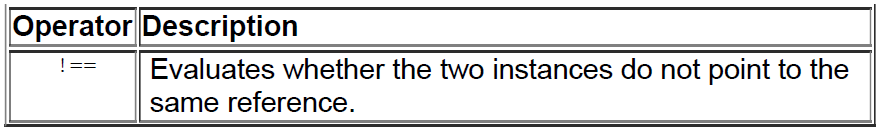 Operator Description
!== Evaluates whether the two instances do not point to the
same reference.